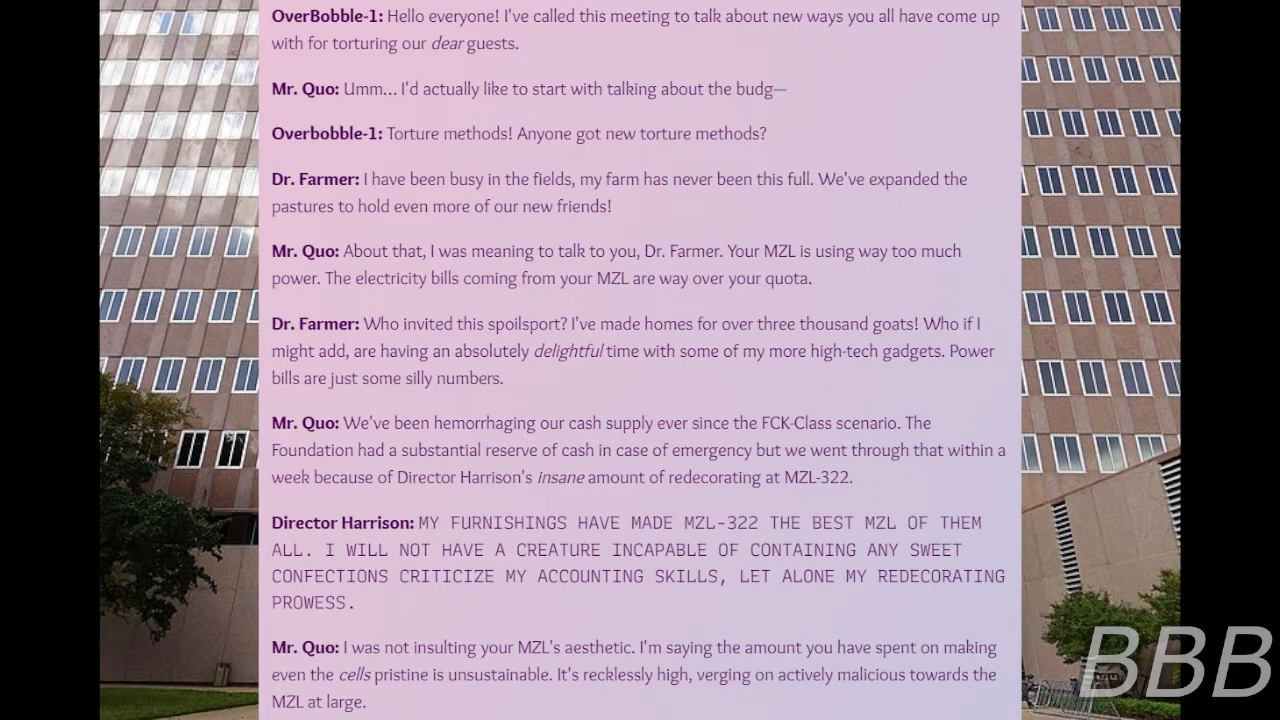 OverBobble-1: Hello everyone! I've called this meeting to talk about new ways you all have come up
with for torturing our dear guests.
Mr. Quo: Umm... I'd actually like to start with talking about the budg—
Overbobble-1: Torture methods! Anyone got new torture methods?
Dr. Farmer: I have been busy in the fields, my farm has never been this full. We've expanded the
pastures to hold even more of our new friends!
Mr. Quo: About that, I was meaning to talk to you, Dr. Farmer. Your MZL is using way too much
power. The electricity bills coming from your MZL are way over your quota.
Dr. Farmer: Who invited this spoilsport? I've made homes for over three thousand goats! Who if I
might add, are having an absolutely delightful time with some of my more high-tech gadgets. Power
bills are just some silly numbers.
Mr. Quo: We've been hemorrhaging our cash supply ever since the FCK-Class scenario. The
Foundation had a substantial reserve of cash in case of emergency but we went through that within a
week because of Director Harrison's insane amount of redecorating at MZL-322.
Director Harrison: MY FURNISHINGS HAVE MADE MZL-322 THE BEST MZL OF THEM
ALL. I WILL NOT HAVE A CREATURE INCAPABLE OF CONTAINING ANY SWEET
CONFECTIONS CRITICIZE MY ACCOUNTING SKILLS, LET ALONE MY REDECORATING
PROWESS.
Mr. Quo: I was not insulting your MZL's aesthetic. I'm saying the amount you have spent on making
even the cells pristine is unsustainable. It's recklessly high, verging on actively malicious towards the
MZL at large.
BBB